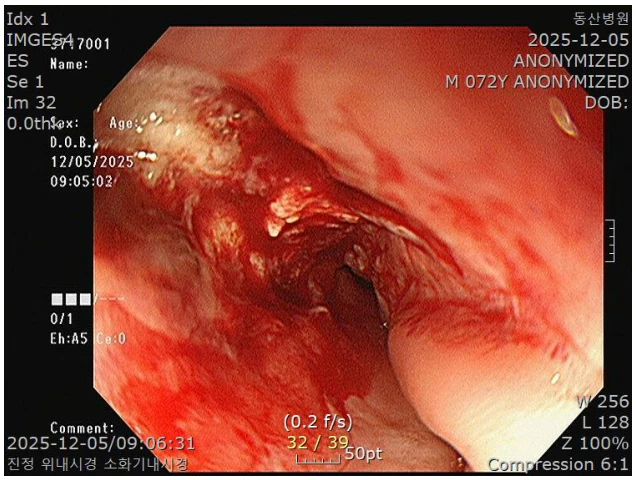 Idx 1
동산병원
IMGES4
3717001
2025-12-05
ES
Name:
ANONYMIZED
Se 1
M 072Y ANONYMIZED
Im 32
DOB:
Sex: Age:
D.O.B.
12/05/2025
09:05:02
0/1
Eh:A5 Ce:0
Comment:
(0.2 f/s)
32 / 39
50pt
W 256
L 128
Z 100%
Compression 6:1
2025-12-05/09:06:31
진정 위내시경 소화기내시경